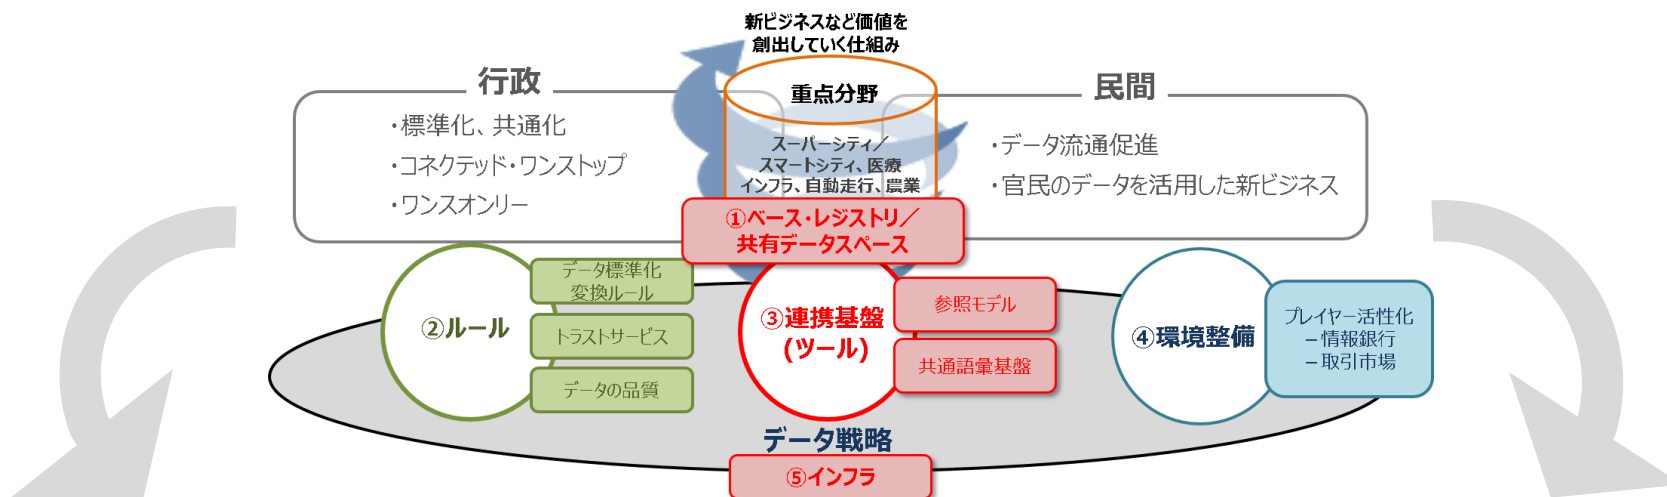 新ビジネスなど価値を
創出していく仕組み
行政
・標準化、共通化
・コネクテッド・ワンストップ
・ワンスオンリー
重点分野
スーパーシティ／
スマートシティ、医療
インフラ、自動走行、農業
民間
・データ流通促進
・官民のデータを活用した新ビジネス
①ベース・レジストリ／
共有データスペース
②ルール
データ標準化
変換ルール
トラストサービス
データの品質
③連携基盤
(ツール)
参照モデル
共通語彙基盤
④環境整備
プレイヤー活性化
－情報銀行
－取引市場
データ戦略
⑤インフラ